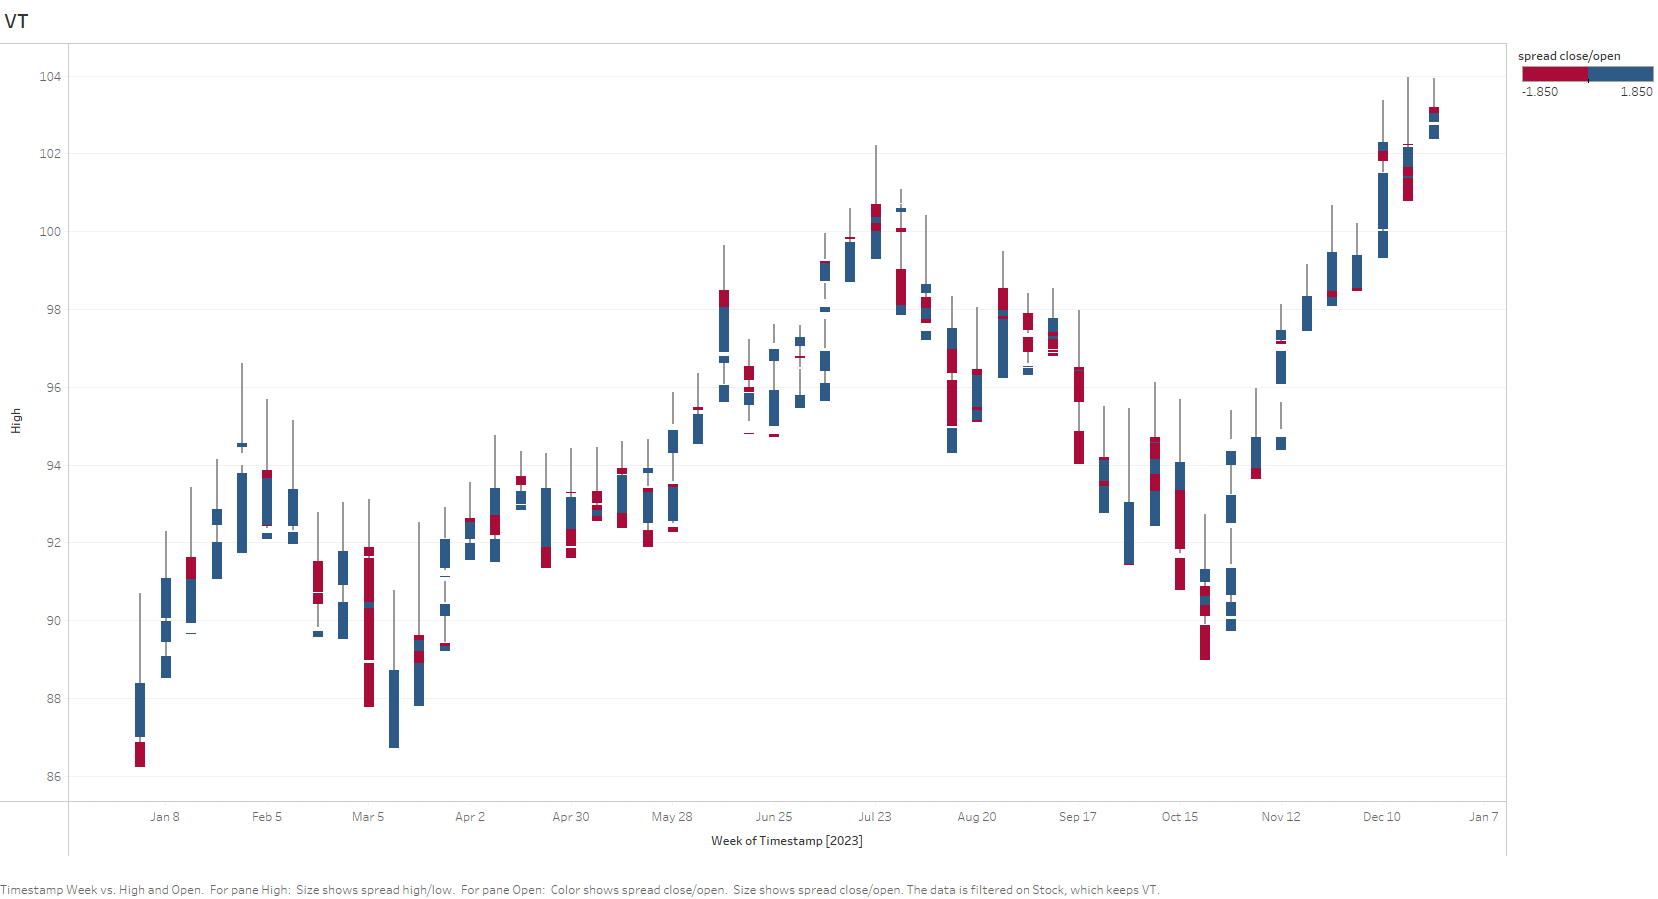 VT
spread close/open
-1.850 1.850
104
102
100
98
96
94
92
90
88
86
High
Jan 8 Feb 5 Mar 5 Apr 2 Apr 30 May 28 Jun 25 Jul 23 Aug 20 Sep 17 Oct 15 Nov 12 Dec 10 Jan 7
Week of Timestamp [2023]
Timestamp Week vs. High and Open.  For pane High:  Size shows spread high/low.  For pane Open:  Color shows spread close/open.  Size shows spread close/open. The data is filtered on Stock, which keeps VT.